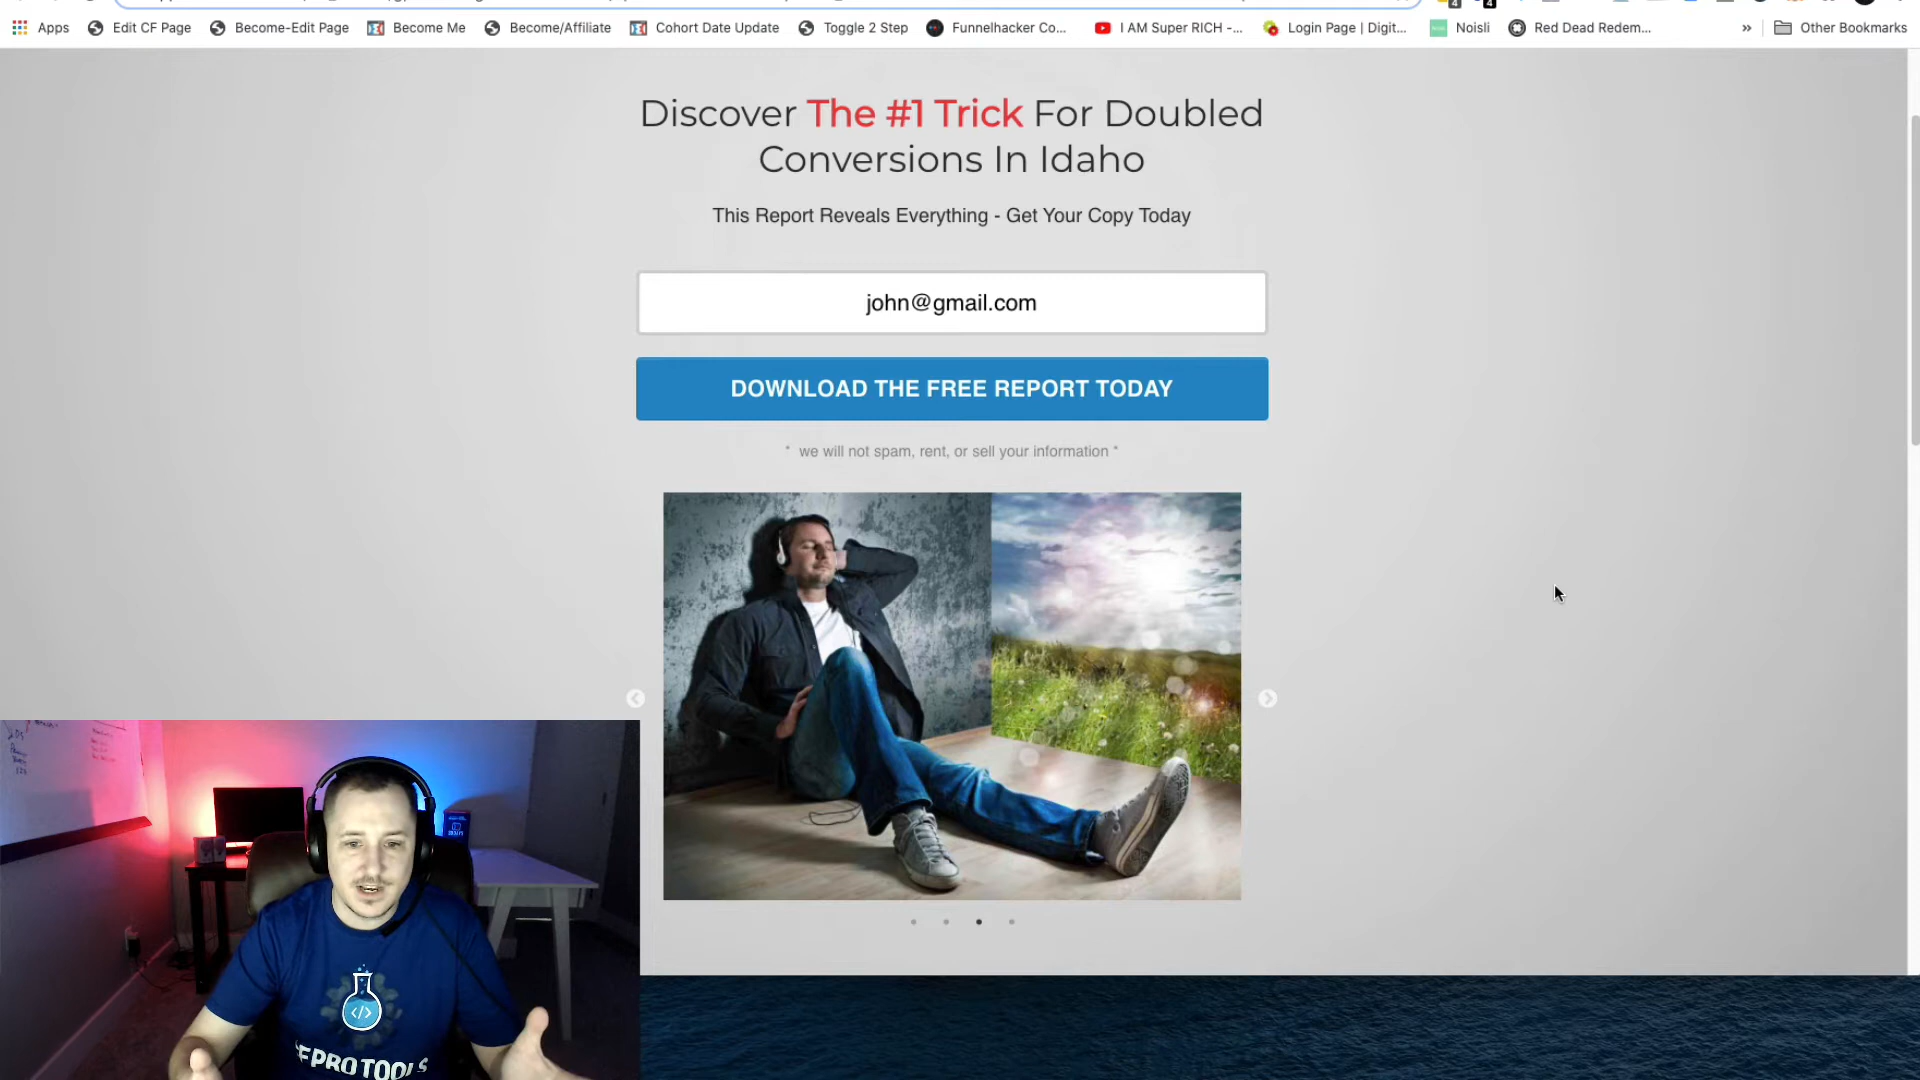 Apps
Edit CF Page
Become-Edit Page
Become Me
Become/Affiliate
Cohort Date Update
Toggle 2 Step
Funnelhacker Co...
I AM Super RICH -...
Login Page | Digit...
Noisli
Red Dead Redem...
»
Other Bookmarks
Discover The #1 Trick For Doubled
Conversions In Idaho
This Report Reveals Everything - Get Your Copy Today
john@gmail.com
DOWNLOAD THE FREE REPORT TODAY
* we will not spam, rent, or sell your information *